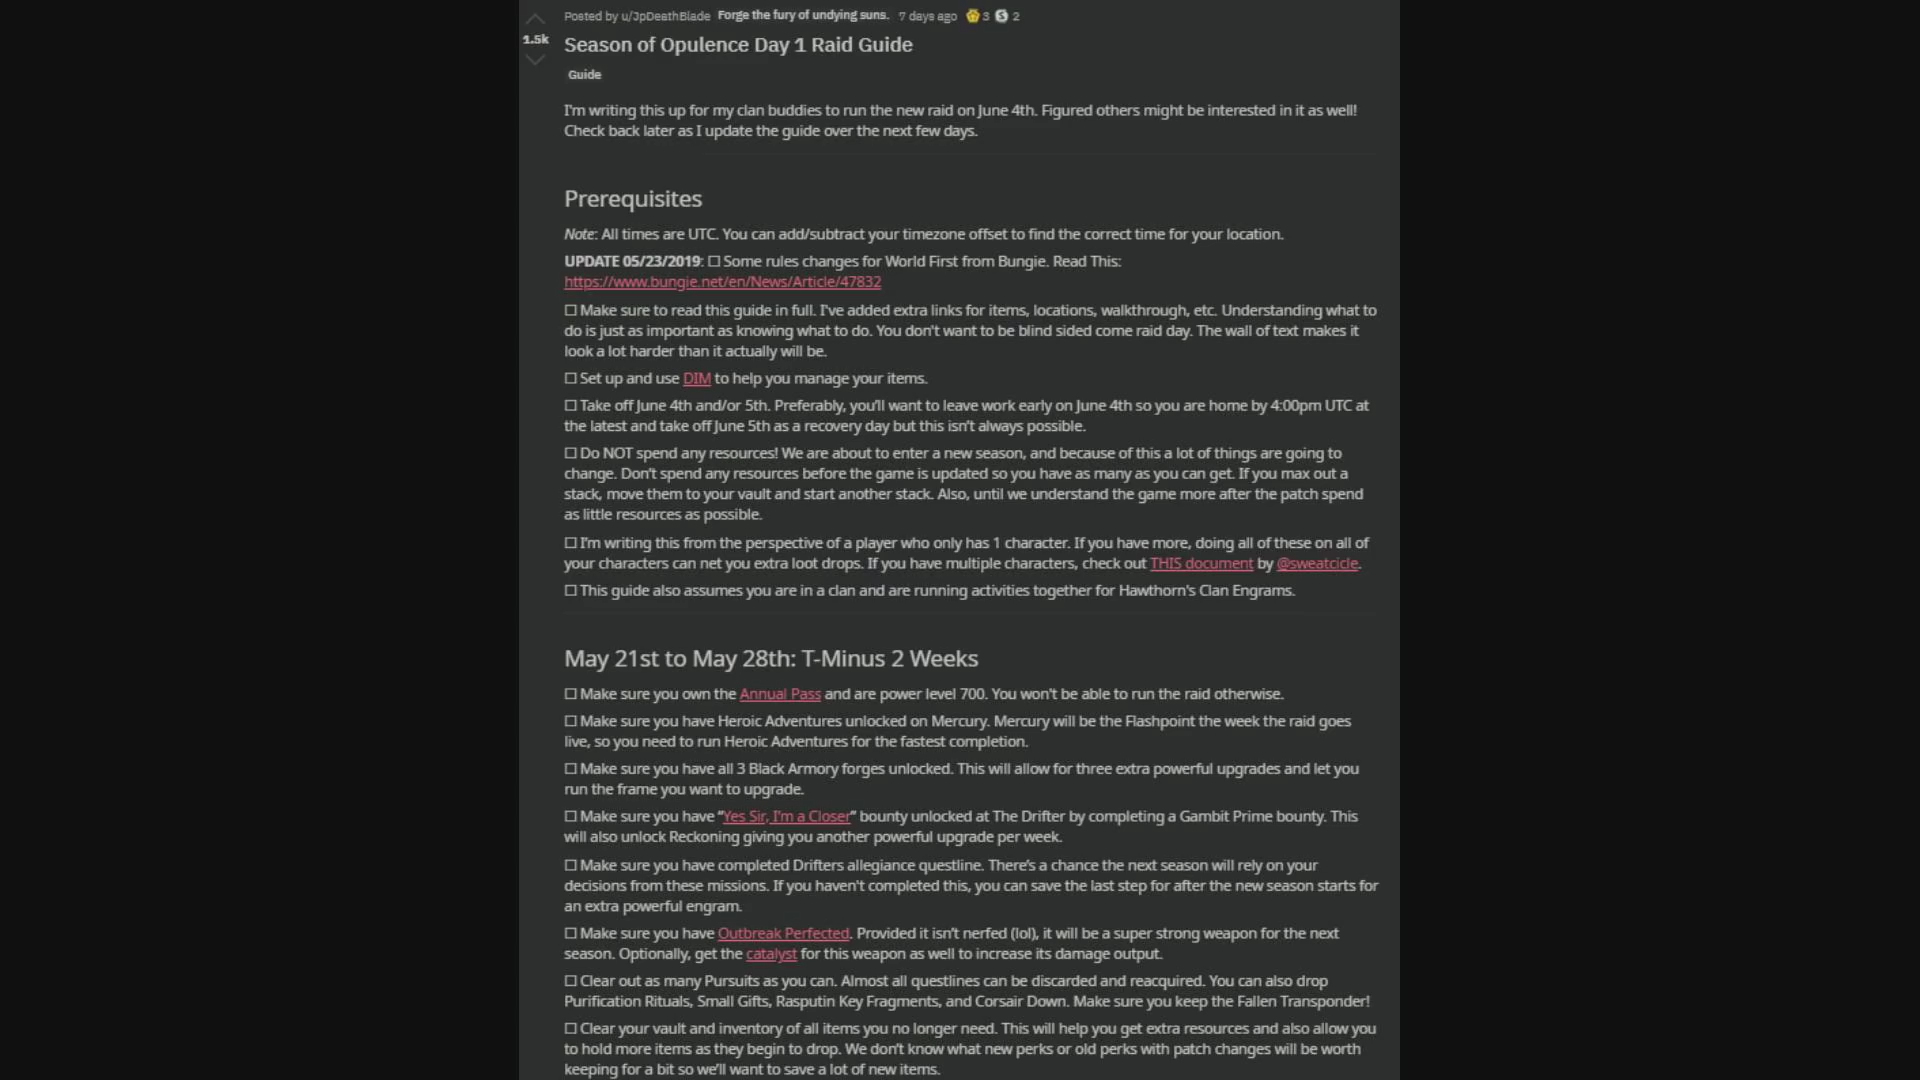 Posted by u/JpDeathBlade Forge the fury of undying suns. 7 days ago 3 S 2
1.5k
Season of Opulence Day 1 Raid Guide
Guide
I'm writing this up for my clan buddies to run the new raid on June 4th. Figured others might be interested in it as well!
Check back later as I update the guide over the next few days.
Prerequisites
Note: All times are UTC. You can add/subtract your timezone offset to find the correct time for your location.
UPDATE 05/23/2019: ☐ Some rules changes for World First from Bungie. Read This:
https://www.bungie.net/en/News/Article/47832
☐ Make sure to read this guide in full. I've added extra links for items, locations, walkthrough, etc. Understanding what to
do is just as important as knowing what to do. You don't want to be blind sided come raid day. The wall of text makes it
look a lot harder than it actually will be.
☐ Set up and use DIM to help you manage your items.
☐ Take off June 4th and/or 5th. Preferably, you’ll want to leave work early on June 4th so you are home by 4:00pm UTC at
the latest and take off June 5th as a recovery day but this isn’t always possible.
☐ Do NOT spend any resources! We are about to enter a new season, and because of this a lot of things are going to
change. Don’t spend any resources before the game is updated so you have as many as you can get. If you max out a
stack, move them to your vault and start another stack. Also, until we understand the game more after the patch spend
as little resources as possible.
☐ I’m writing this from the perspective of a player who only has 1 character. If you have more, doing all of these on all of
your characters can net you extra loot drops. If you have multiple characters, check out THIS document by @sweatcicle.
☐ This guide also assumes you are in a clan and are running activities together for Hawthorn's Clan Engrams.
May 21st to May 28th: T-Minus 2 Weeks
☐ Make sure you own the Annual Pass and are power level 700. You won't be able to run the raid otherwise.
☐ Make sure you have Heroic Adventures unlocked on Mercury. Mercury will be the Flashpoint the week the raid goes
live, so you need to run Heroic Adventures for the fastest completion.
☐ Make sure you have all 3 Black Armory forges unlocked. This will allow for three extra powerful upgrades and let you
run the frame you want to upgrade.
☐ Make sure you have “Yes Sir, I’m a Closer” bounty unlocked at The Drifter by completing a Gambit Prime bounty. This
will also unlock Reckoning giving you another powerful upgrade per week.
☐ Make sure you have completed Drifters allegiance questline. There’s a chance the next season will rely on your
decisions from these missions. If you haven't completed this, you can save the last step for after the new season starts for
an extra powerful engram.
☐ Make sure you have Outbreak Perfected. Provided it isn’t nerfed (lol), it will be a super strong weapon for the next
season. Optionally, get the catalyst for this weapon as well to increase its damage output.
☐ Clear out as many Pursuits as you can. Almost all questlines can be discarded and reacquired. You can also drop
Purification Rituals, Small Gifts, Rasputin Key Fragments, and Corsair Down. Make sure you keep the Fallen Transponder!
☐ Clear your vault and inventory of all items you no longer need. This will help you get extra resources and also allow you
to hold more items as they begin to drop. We don’t know what new perks or old perks with patch changes will be worth
keeping for a bit so we’ll want to save a lot of new items.